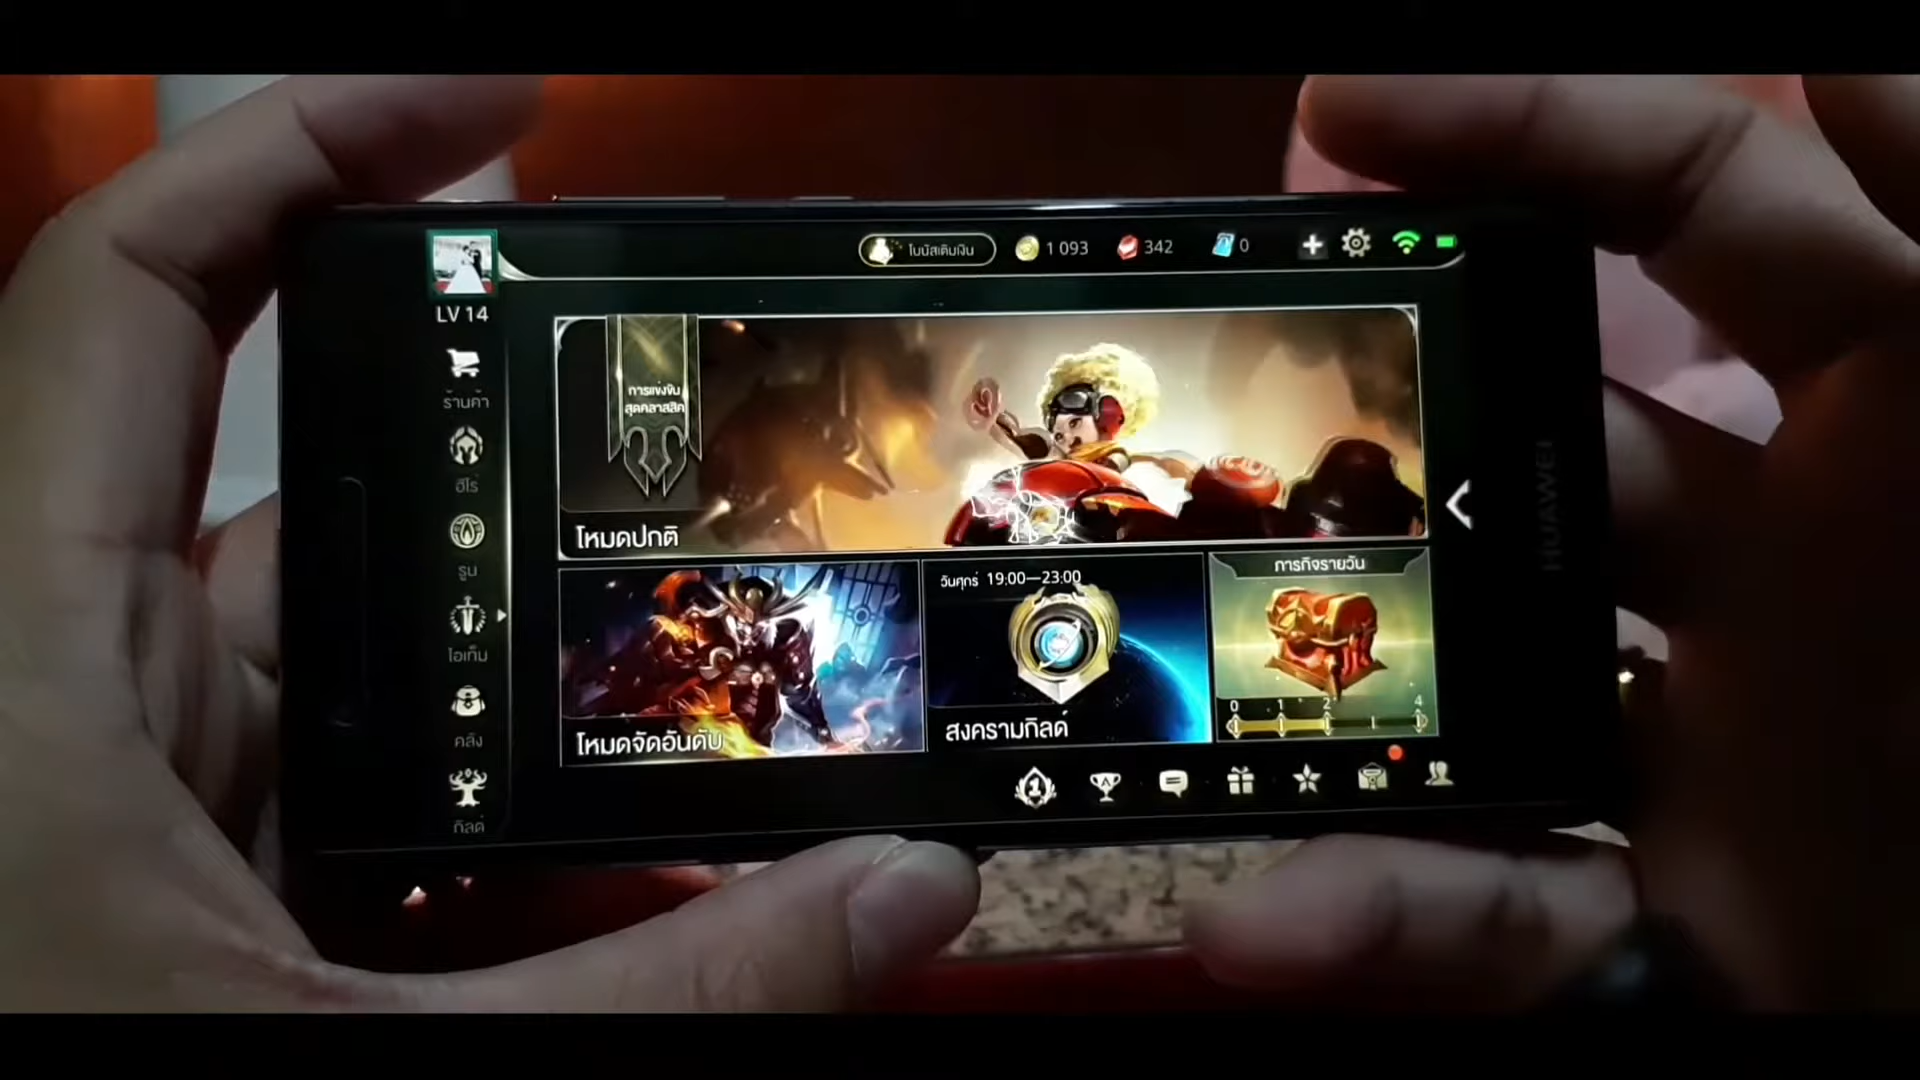 โบนัสเติมเงิน
1 093
342
0
LV 14
ร้านค้า
ฮีโร่
รูน
ไอเท็ม
คลัง
กิลด์
การแข่งขัน
สุดคลาสสิค
โหมดปกติ
โหมดจัดอันดับ
วันศุกร์ 19:00—23:00
สงครามกิลด์
ภารกิจรายวัน
0 1 2 4
1
HUAWEI